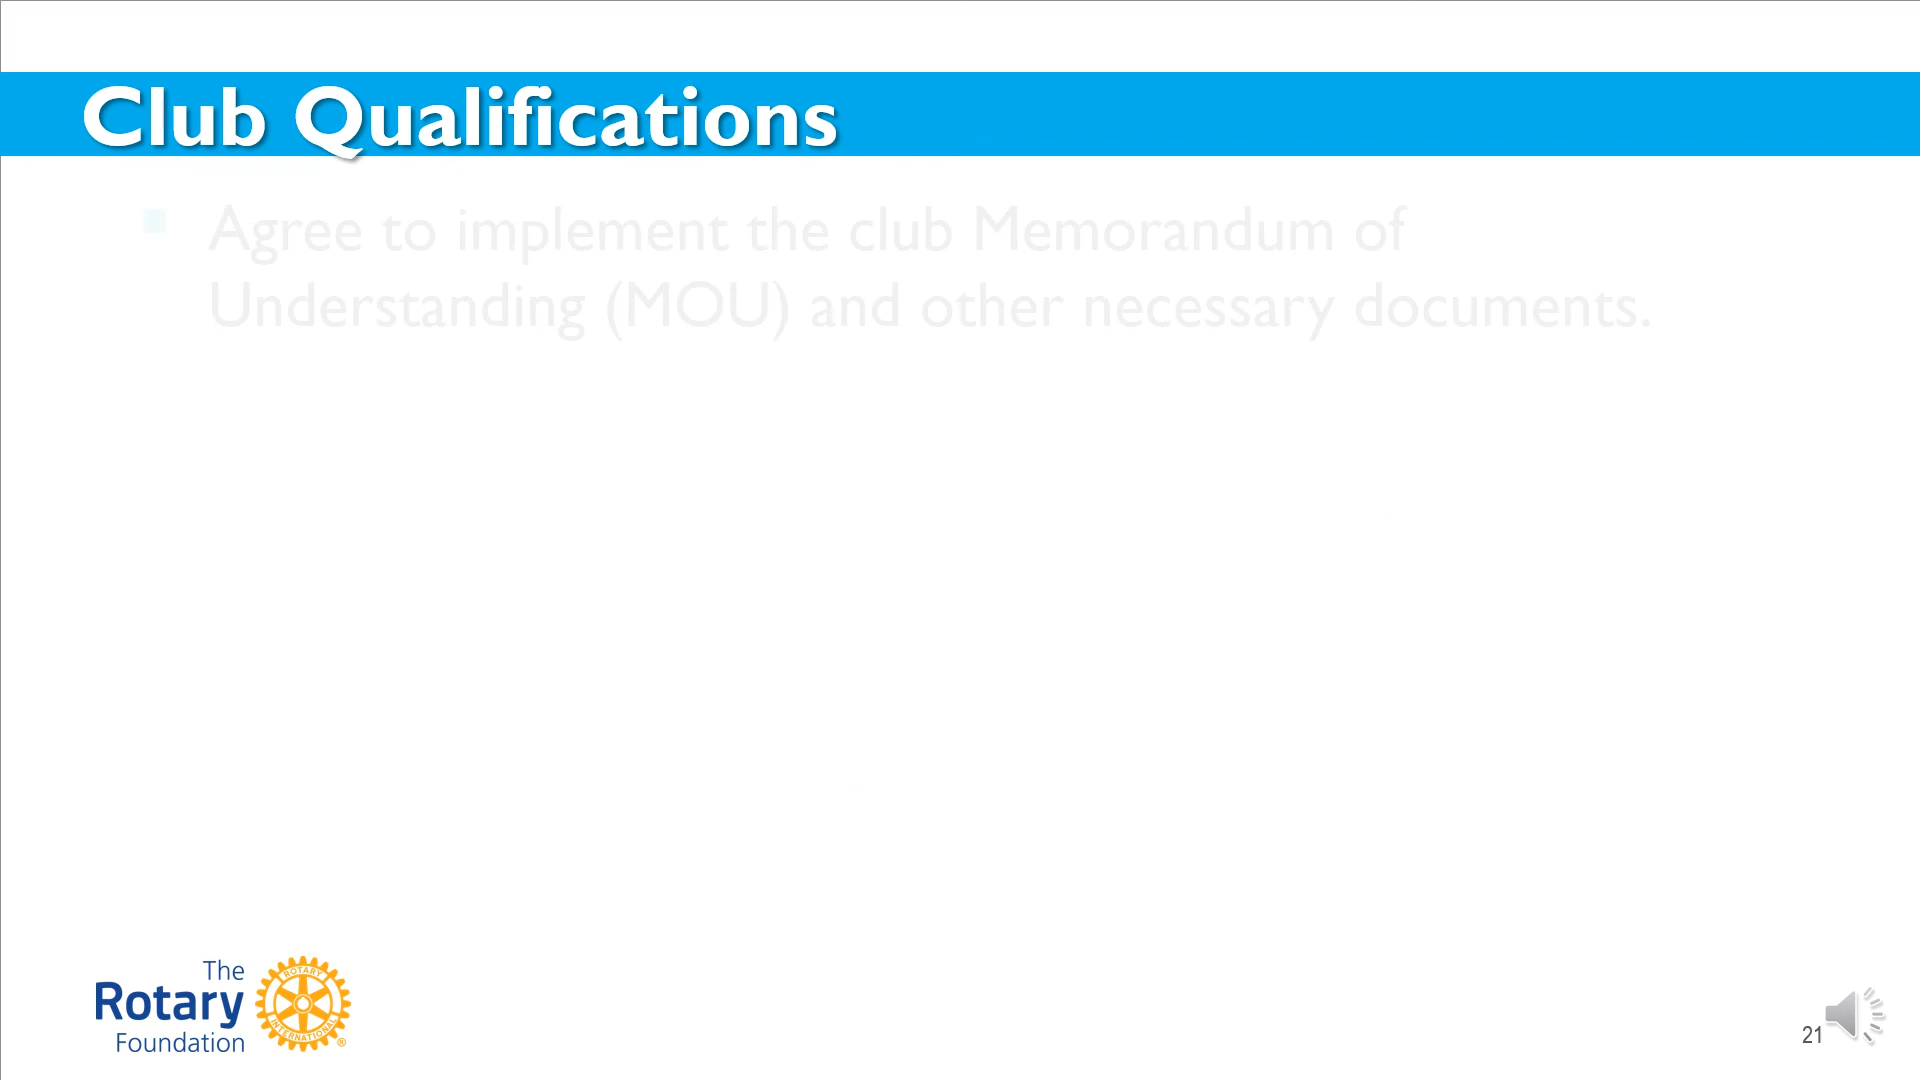 Club Qualifications
Agree to implement the club Memorandum of
Understanding (MOU) and other necessary documents.
The
Rotary
Foundation
ROTARY
INTERNATIONAL
®
21